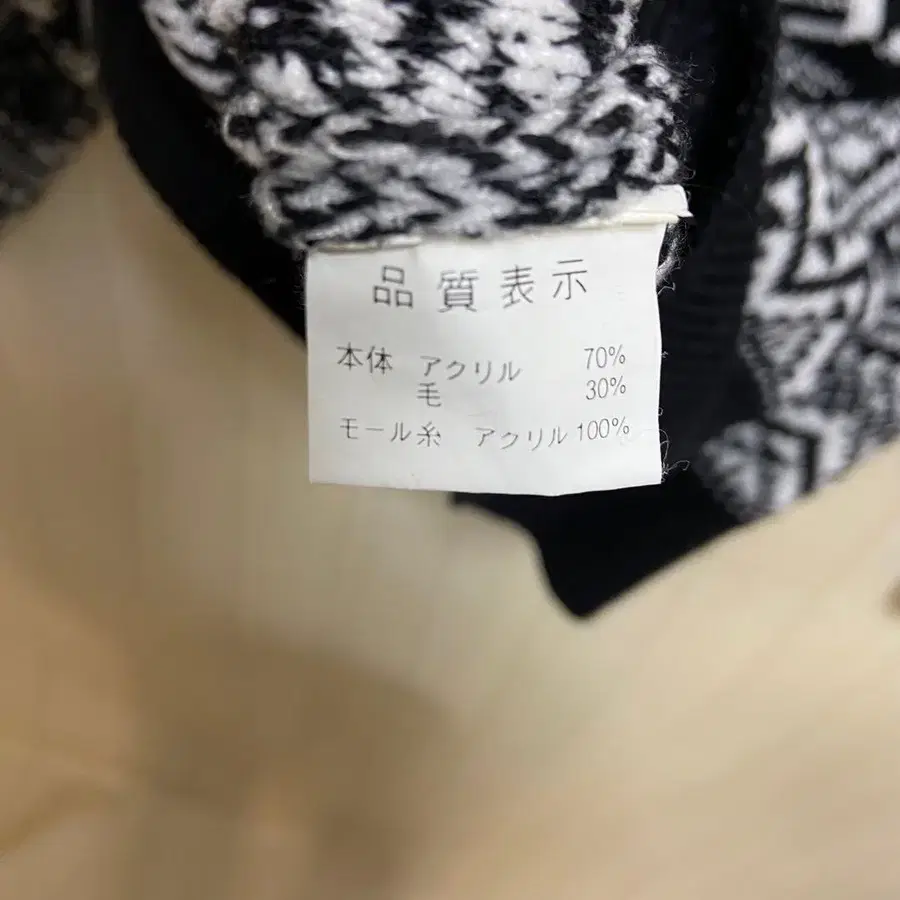 品質表示
本体 アクリル 70%
毛 30%
モール糸 アクリル 100%